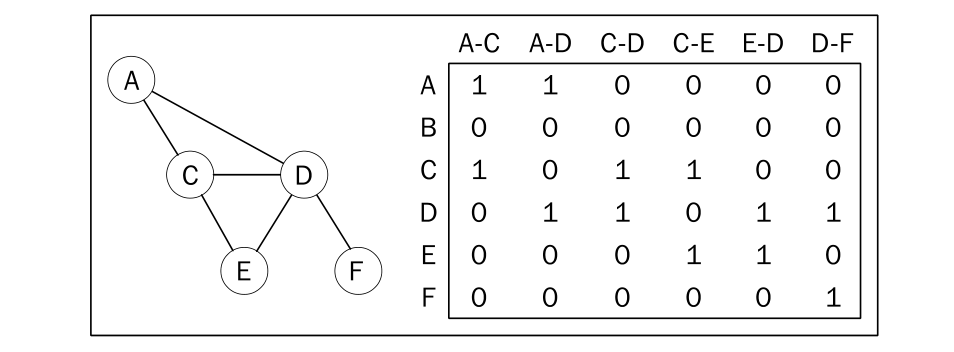 A
C
D
E
F
A-C A-D C-D C-E E-D D-F
A 1 1 0 0 0 0
B 0 0 0 0 0 0
C 1 0 1 1 0 0
D 0 1 1 0 1 1
E 0 0 0 1 1 0
F 0 0 0 0 0 1